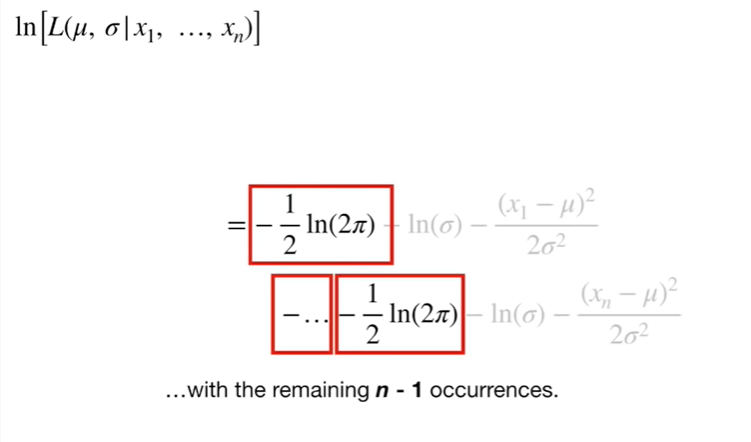 ln[L(μ, σ|x₁, ..., xₙ)]
= − 1/2 ln(2π) − ln(σ) − (x₁ − μ)²/2σ²
−... − 1/2 ln(2π) − ln(σ) − (xₙ − μ)²/2σ²
...with the remaining n - 1 occurrences.